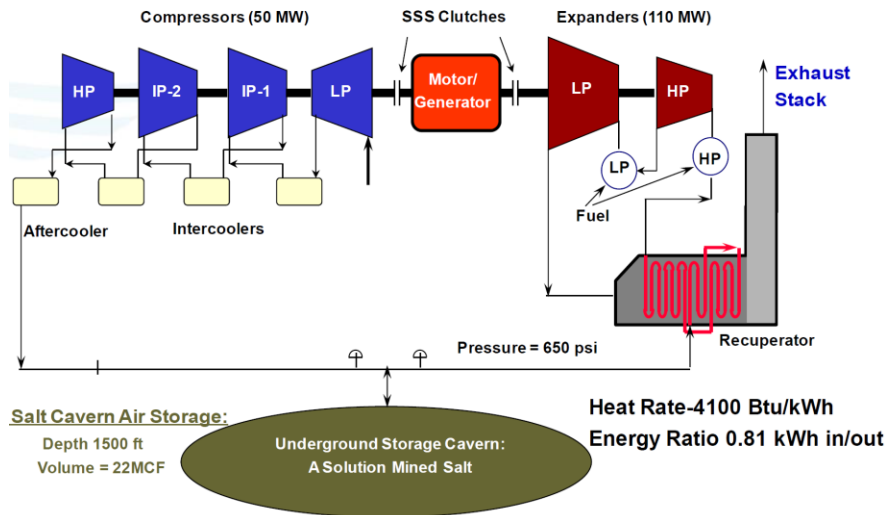 Compressors (50 MW)
SSS Clutches
Expanders (110 MW)
HP
IP-2
IP-1
LP
Motor/
Generator
LP
HP
Exhaust
Stack
LP
HP
Fuel
Aftercooler
Intercoolers
Recuperator
Pressure = 650 psi
Salt Cavern Air Storage:
Depth 1500 ft
Volume = 22MCF
Underground Storage Cavern:
A Solution Mined Salt
Heat Rate-4100 Btu/kWh
Energy Ratio 0.81 kWh in/out